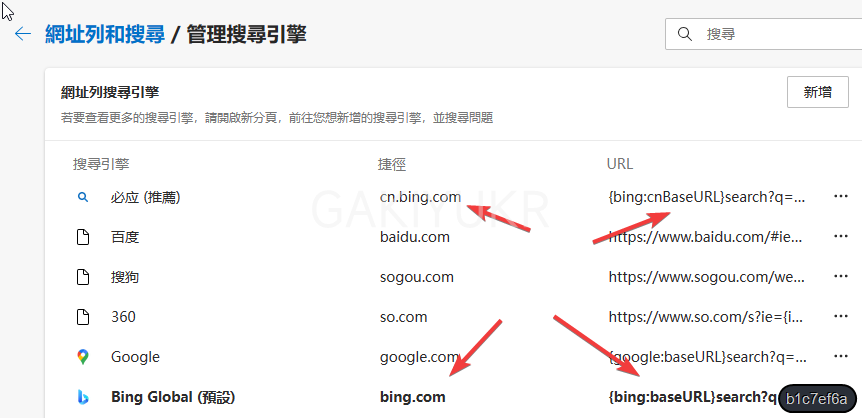 網址列和搜尋 / 管理搜尋引擎
搜尋
網址列搜尋引擎
新增
若要查看更多的搜尋引擎，請開啟新分頁，前往您想新增的搜尋引擎，並搜尋問題
搜尋引擎 捷徑 URL
必应 (推薦) cn.bing.com {bing:cnBaseURL}search?q=...
百度 baidu.com https://www.baidu.com/#ie...
搜狗 sogou.com https://www.sogou.com/we...
360 so.com https://www.so.com/s?ie={i...
Google google.com {google:baseURL}search?q=...
Bing Global (預設) bing.com {bing:baseURL}search?q
GAKIYUKR
b1c7ef6a